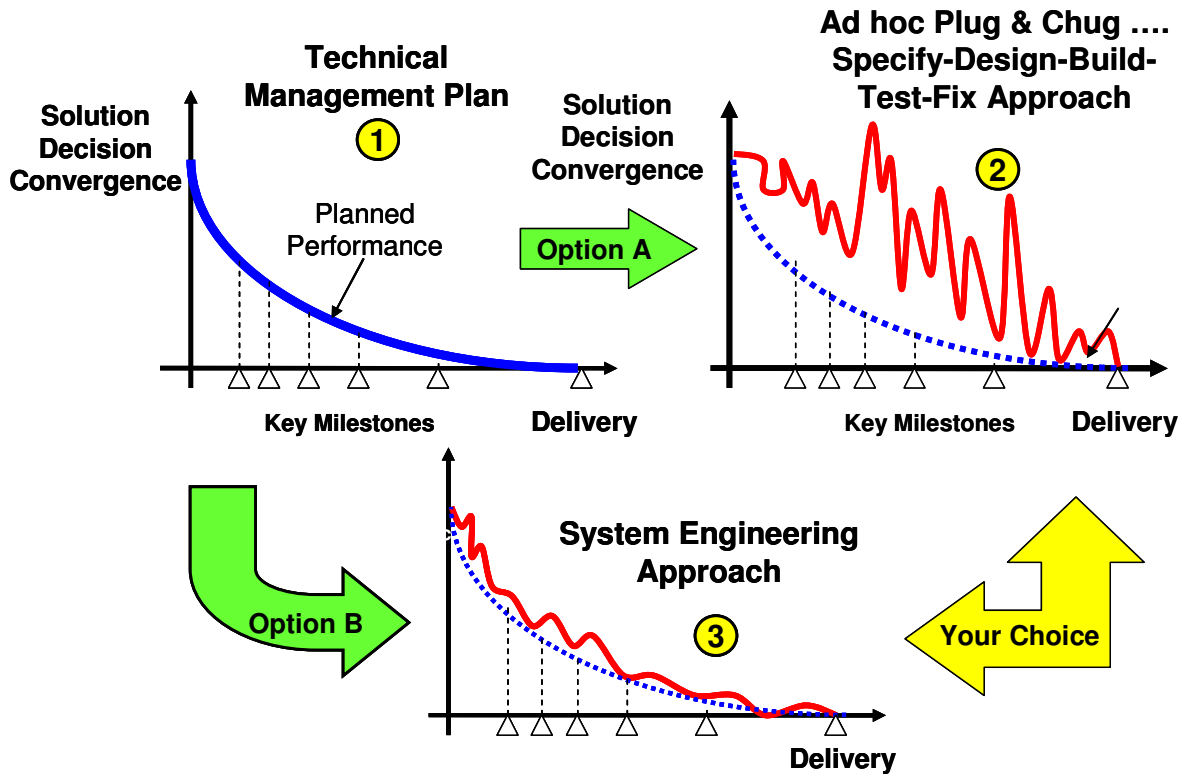 Technical
Management Plan
1
Solution
Decision
Convergence
Planned
Performance
Key Milestones
Delivery
Option A
Ad hoc Plug & Chug ....
Specify-Design-Build-
Test-Fix Approach
2
Solution
Decision
Convergence
Key Milestones
Delivery
Option B
System Engineering
Approach
3
Delivery
Your Choice